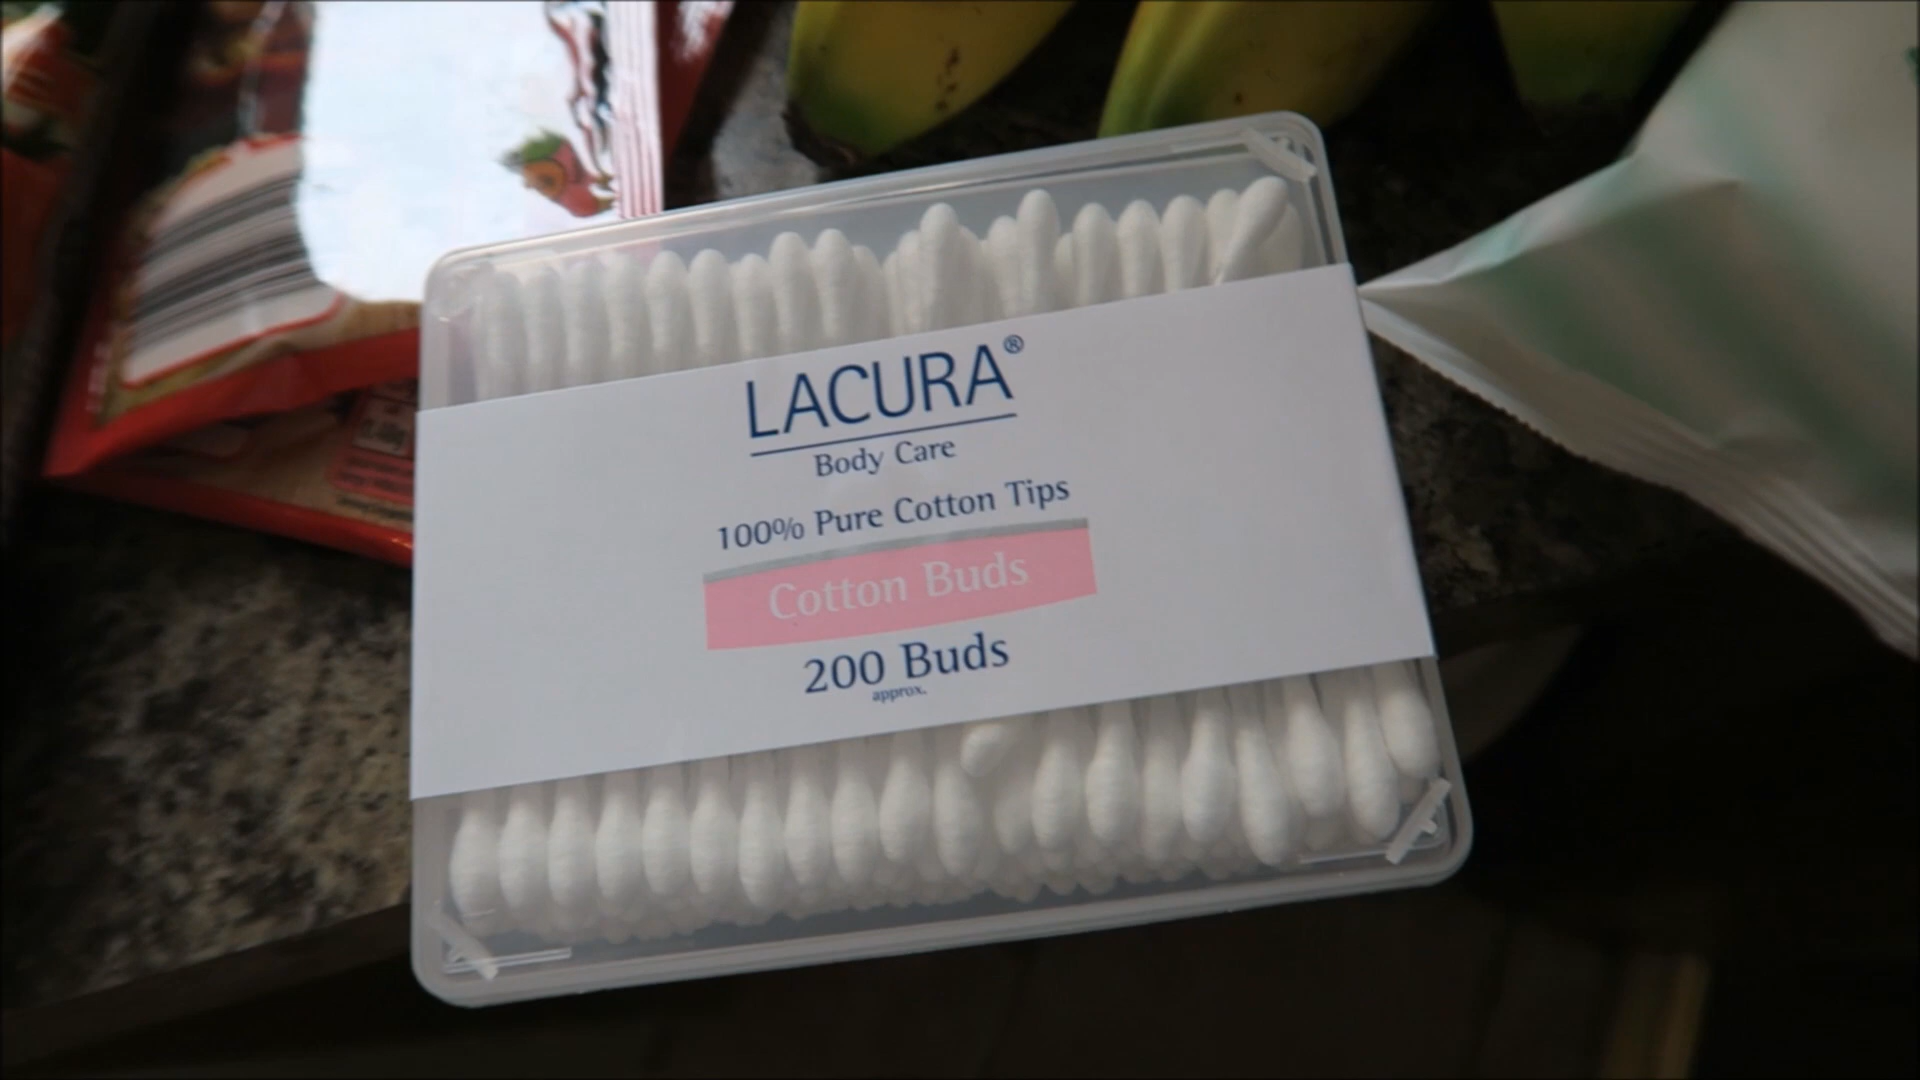 LACURA®
Body Care
100% Pure Cotton Tips
Cotton Buds
200 Buds
approx.